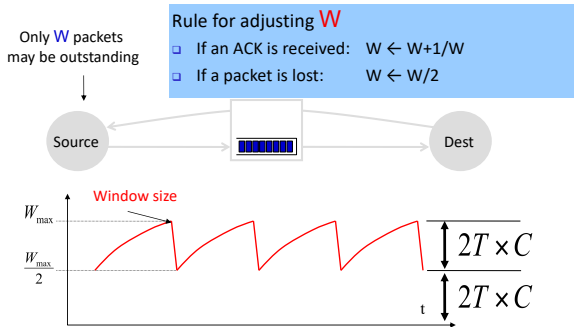 Only W packets
may be outstanding
Rule for adjusting W
If an ACK is received: W ← W+1/W
If a packet is lost: W ← W/2
Source
Dest
Window size
Wmax
Wmax
2
2T × C
2T × C
t